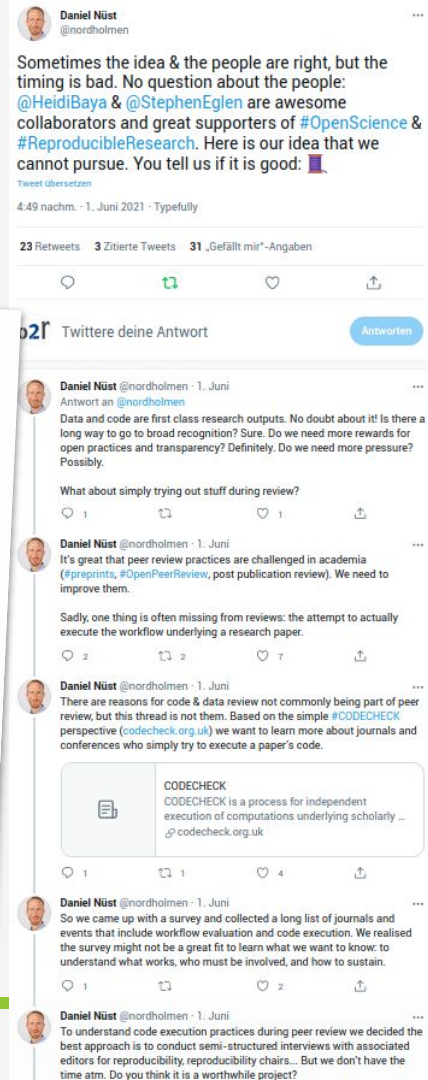 Daniel Nüst
@nordholmen
Sometimes the idea & the people are right, but the
timing is bad. No question about the people:
@HeidiBaya & @StephenEglen are awesome
collaborators and great supporters of #OpenScience &
#ReproducibleResearch. Here is our idea that we
cannot pursue. You tell us if it is good: 🧵
Tweet übersetzen
4:49 nachm. · 1. Juni 2021 · Typefully
23 Retweets 3 Zitierte Tweets 31 „Gefällt mir“-Angaben
o2r Twittere deine Antwort Antworten
Daniel Nüst @nordholmen · 1. Juni
Antwort an @nordholmen
Data and code are first class research outputs. No doubt about it! Is there a
long way to go to broad recognition? Sure. Do we need more rewards for
open practices and transparency? Definitely. Do we need more pressure?
Possibly.
What about simply trying out stuff during review?
1 1
Daniel Nüst @nordholmen · 1. Juni
It's great that peer review practices are challenged in academia
(#preprints, #OpenPeerReview, post publication review). We need to
improve them.
Sadly, one thing is often missing from reviews: the attempt to actually
execute the workflow underlying a research paper.
2 2 7
Daniel Nüst @nordholmen · 1. Juni
There are reasons for code & data review not commonly being part of peer
review, but this thread is not them. Based on the simple #CODECHECK
perspective (codecheck.org.uk) we want to learn more about journals and
conferences who simply try to execute a paper's code.
CODECHECK
CODECHECK is a process for independent
execution of computations underlying scholarly ...
codecheck.org.uk
1 1 4
Daniel Nüst @nordholmen · 1. Juni
So we came up with a survey and collected a long list of journals and
events that include workflow evaluation and code execution. We realised
the survey might not be a great fit to learn what we want to know: to
understand what works, who must be involved, and how to sustain.
1 2
Daniel Nüst @nordholmen · 1. Juni
To understand code execution practices during peer review we decided the
best approach is to conduct semi-structured interviews with associated
editors for reproducibility, reproducibility chairs... But we don't have the
time atm. Do you think it is a worthwhile project?